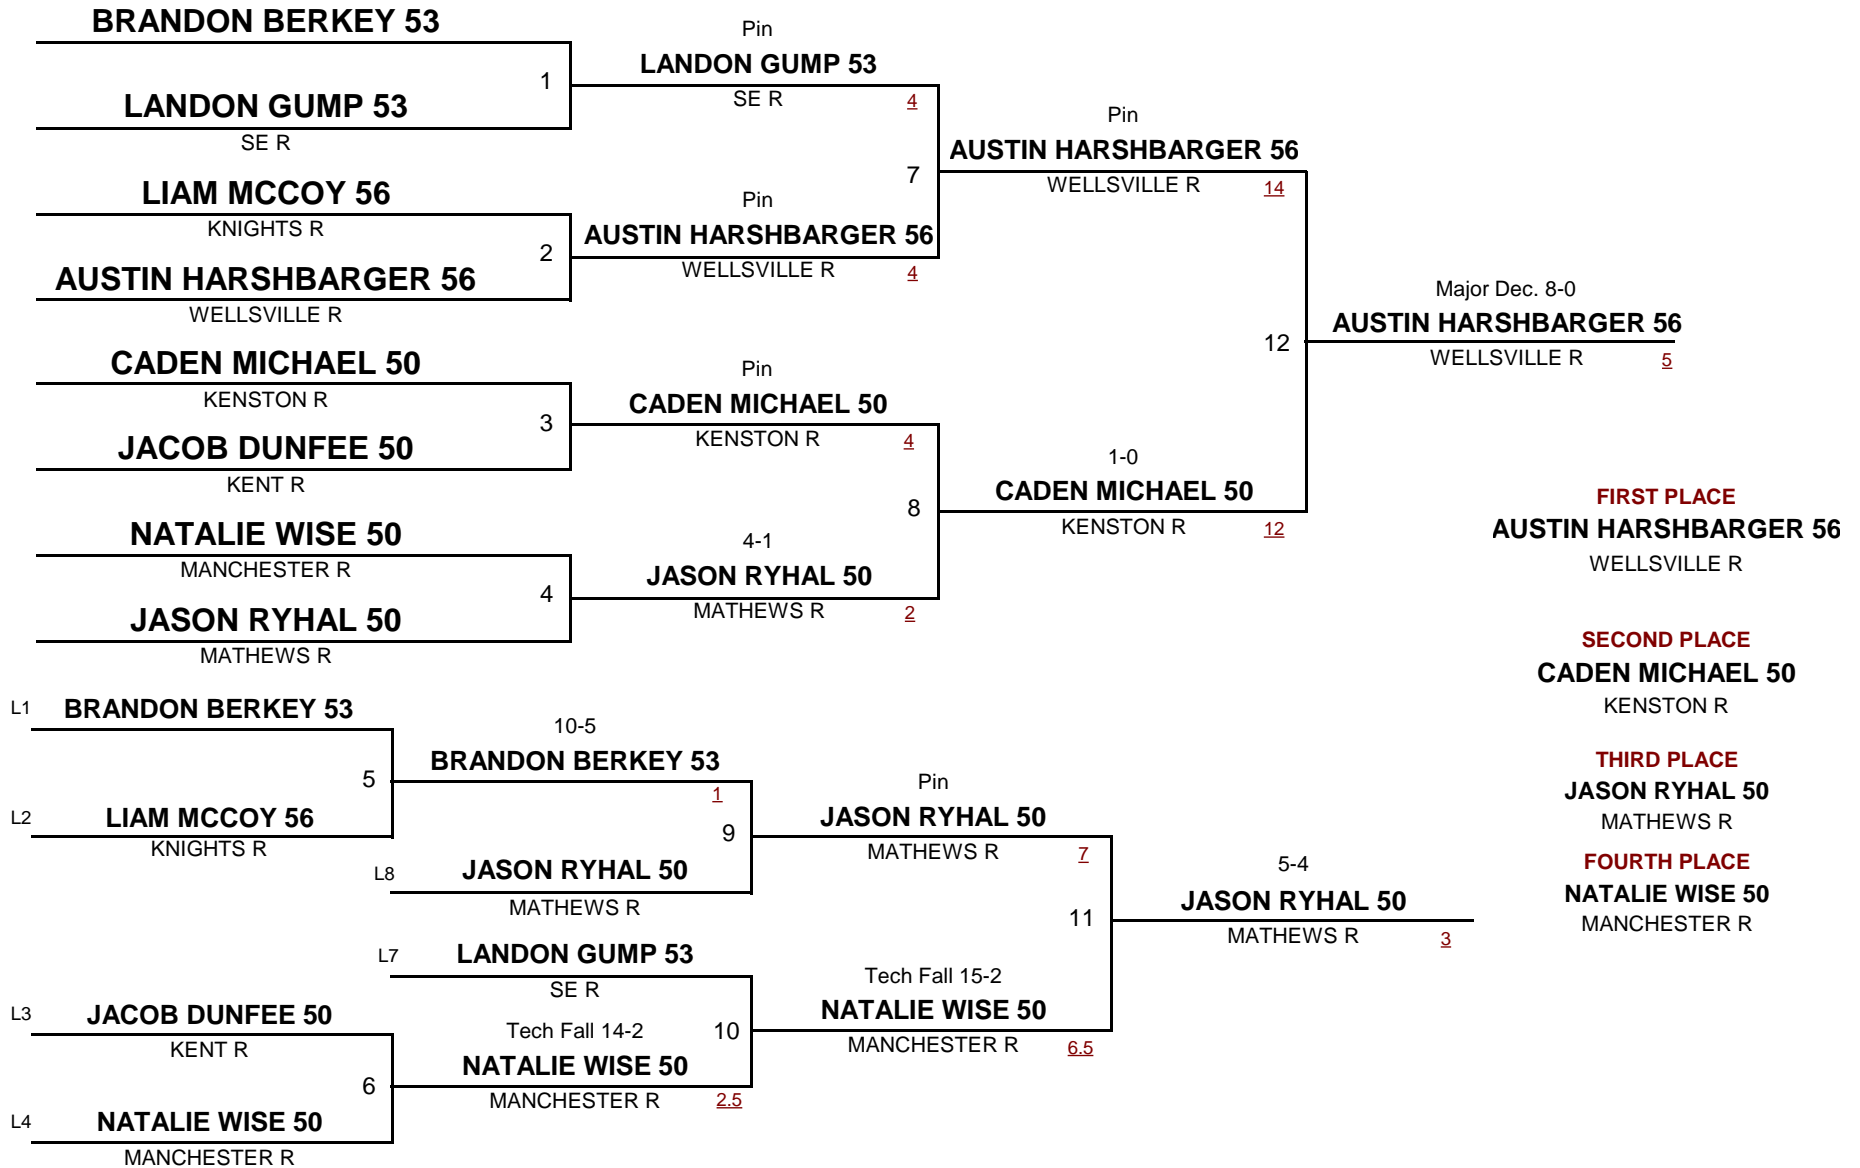 BRANDON BERKEY 53
1
LANDON GUMP 53
SE R
Pin
LANDON GUMP 53
SE R 4
LIAM MCCOY 56
KNIGHTS R
2
AUSTIN HARSHBARGER 56
WELLSVILLE R
7
Pin
AUSTIN HARSHBARGER 56
WELLSVILLE R 4
Pin
AUSTIN HARSHBARGER 56
WELLSVILLE R 14
CADEN MICHAEL 50
KENSTON R
3
JACOB DUNFEE 50
KENT R
Pin
CADEN MICHAEL 50
KENSTON R 4
NATALIE WISE 50
MANCHESTER R
4
JASON RYHAL 50
MATHEWS R
8
4-1
JASON RYHAL 50
MATHEWS R 2
1-0
CADEN MICHAEL 50
KENSTON R 12
12
Major Dec. 8-0
AUSTIN HARSHBARGER 56
WELLSVILLE R 5
FIRST PLACE
AUSTIN HARSHBARGER 56
WELLSVILLE R
SECOND PLACE
CADEN MICHAEL 50
KENSTON R
THIRD PLACE
JASON RYHAL 50
MATHEWS R
FOURTH PLACE
NATALIE WISE 50
MANCHESTER R
L1 BRANDON BERKEY 53
5
L2 LIAM MCCOY 56
KNIGHTS R
10-5
BRANDON BERKEY 53
1
9
L8 JASON RYHAL 50
MATHEWS R
Pin
JASON RYHAL 50
MATHEWS R 7
L7 LANDON GUMP 53
SE R
L3 JACOB DUNFEE 50
KENT R
6
L4 NATALIE WISE 50
MANCHESTER R
Tech Fall 14-2
10
NATALIE WISE 50
MANCHESTER R 2.5
Tech Fall 15-2
NATALIE WISE 50
MANCHESTER R 6.5
11
5-4
JASON RYHAL 50
MATHEWS R 3